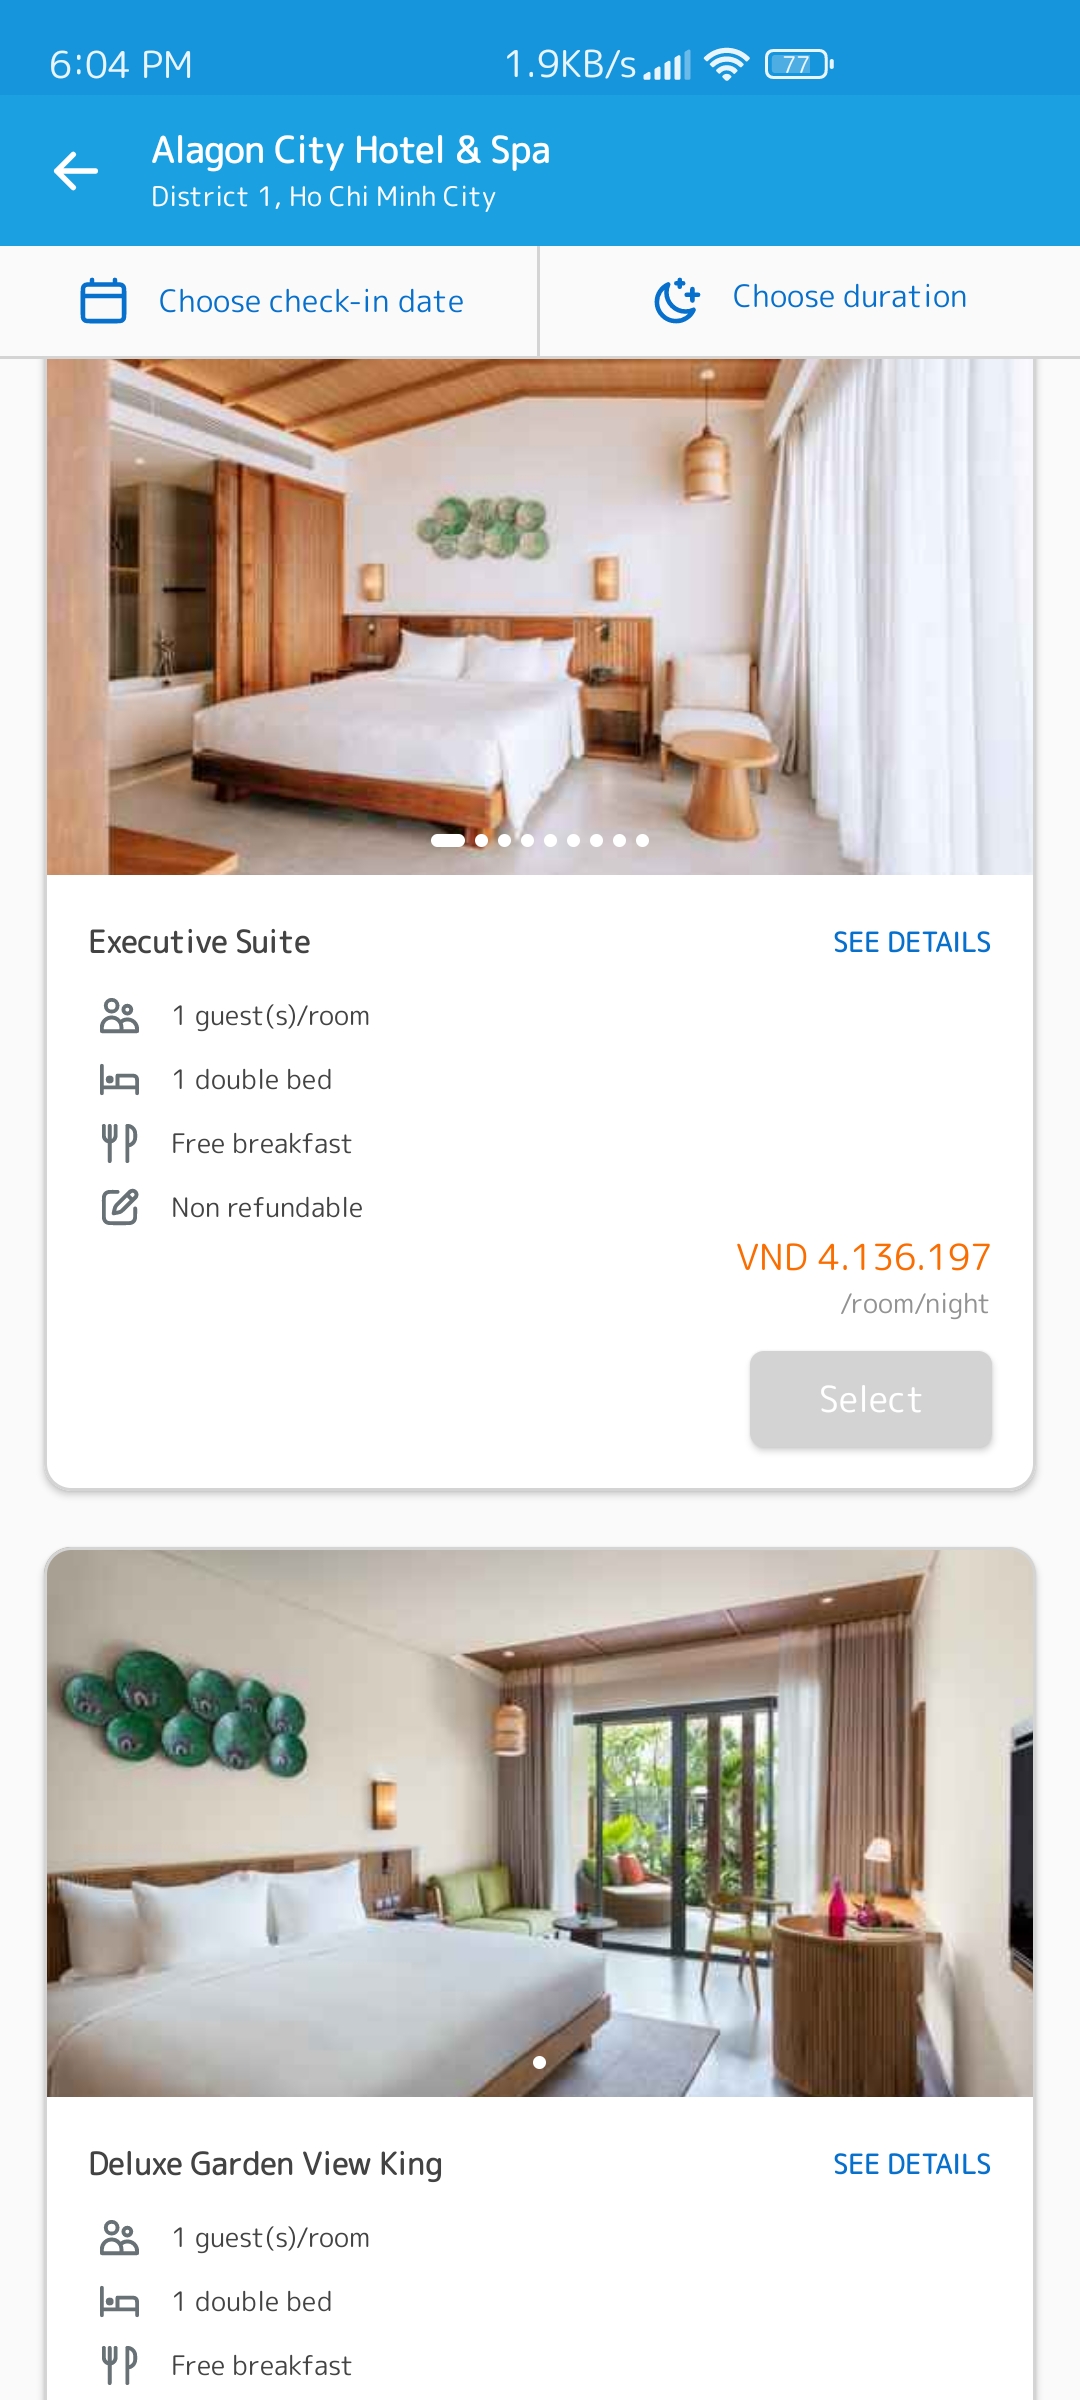 6:04 PM 1.9KB/s 77
Alagon City Hotel & Spa
District 1, Ho Chi Minh City
Choose check-in date
Choose duration
Executive Suite SEE DETAILS
1 guest(s)/room
1 double bed
Free breakfast
Non refundable
VND 4.136.197
/room/night
Select
Deluxe Garden View King SEE DETAILS
1 guest(s)/room
1 double bed
Free breakfast